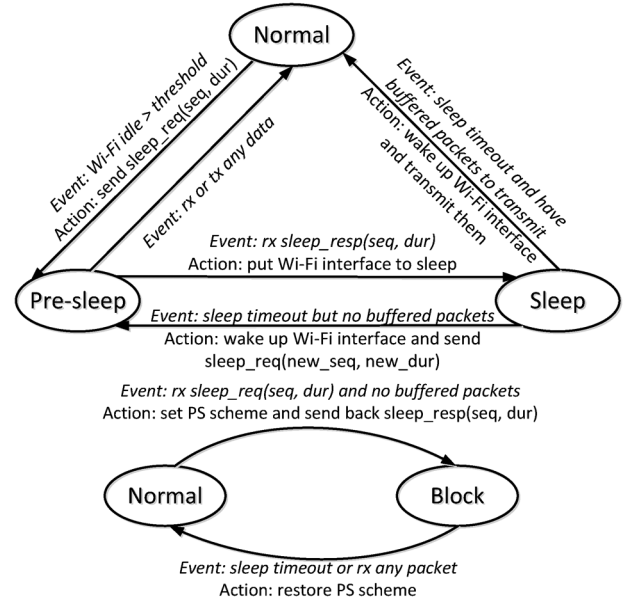 Normal
Event: Wi-Fi idle > threshold
Action: send sleep_req(seq, dur)
Event: rx or tx any data
Event: sleep timeout and have
buffered packets to transmit
Action: wake up Wi-Fi interface
and transmit them
Event: rx sleep_resp(seq, dur)
Action: put Wi-Fi interface to sleep
Pre-sleep
Sleep
Event: sleep timeout but no buffered packets
Action: wake up Wi-Fi interface and send
sleep_req(new_seq, new_dur)
Event: rx sleep_req(seq, dur) and no buffered packets
Action: set PS scheme and send back sleep_resp(seq, dur)
Normal
Block
Event: sleep timeout or rx any packet
Action: restore PS scheme